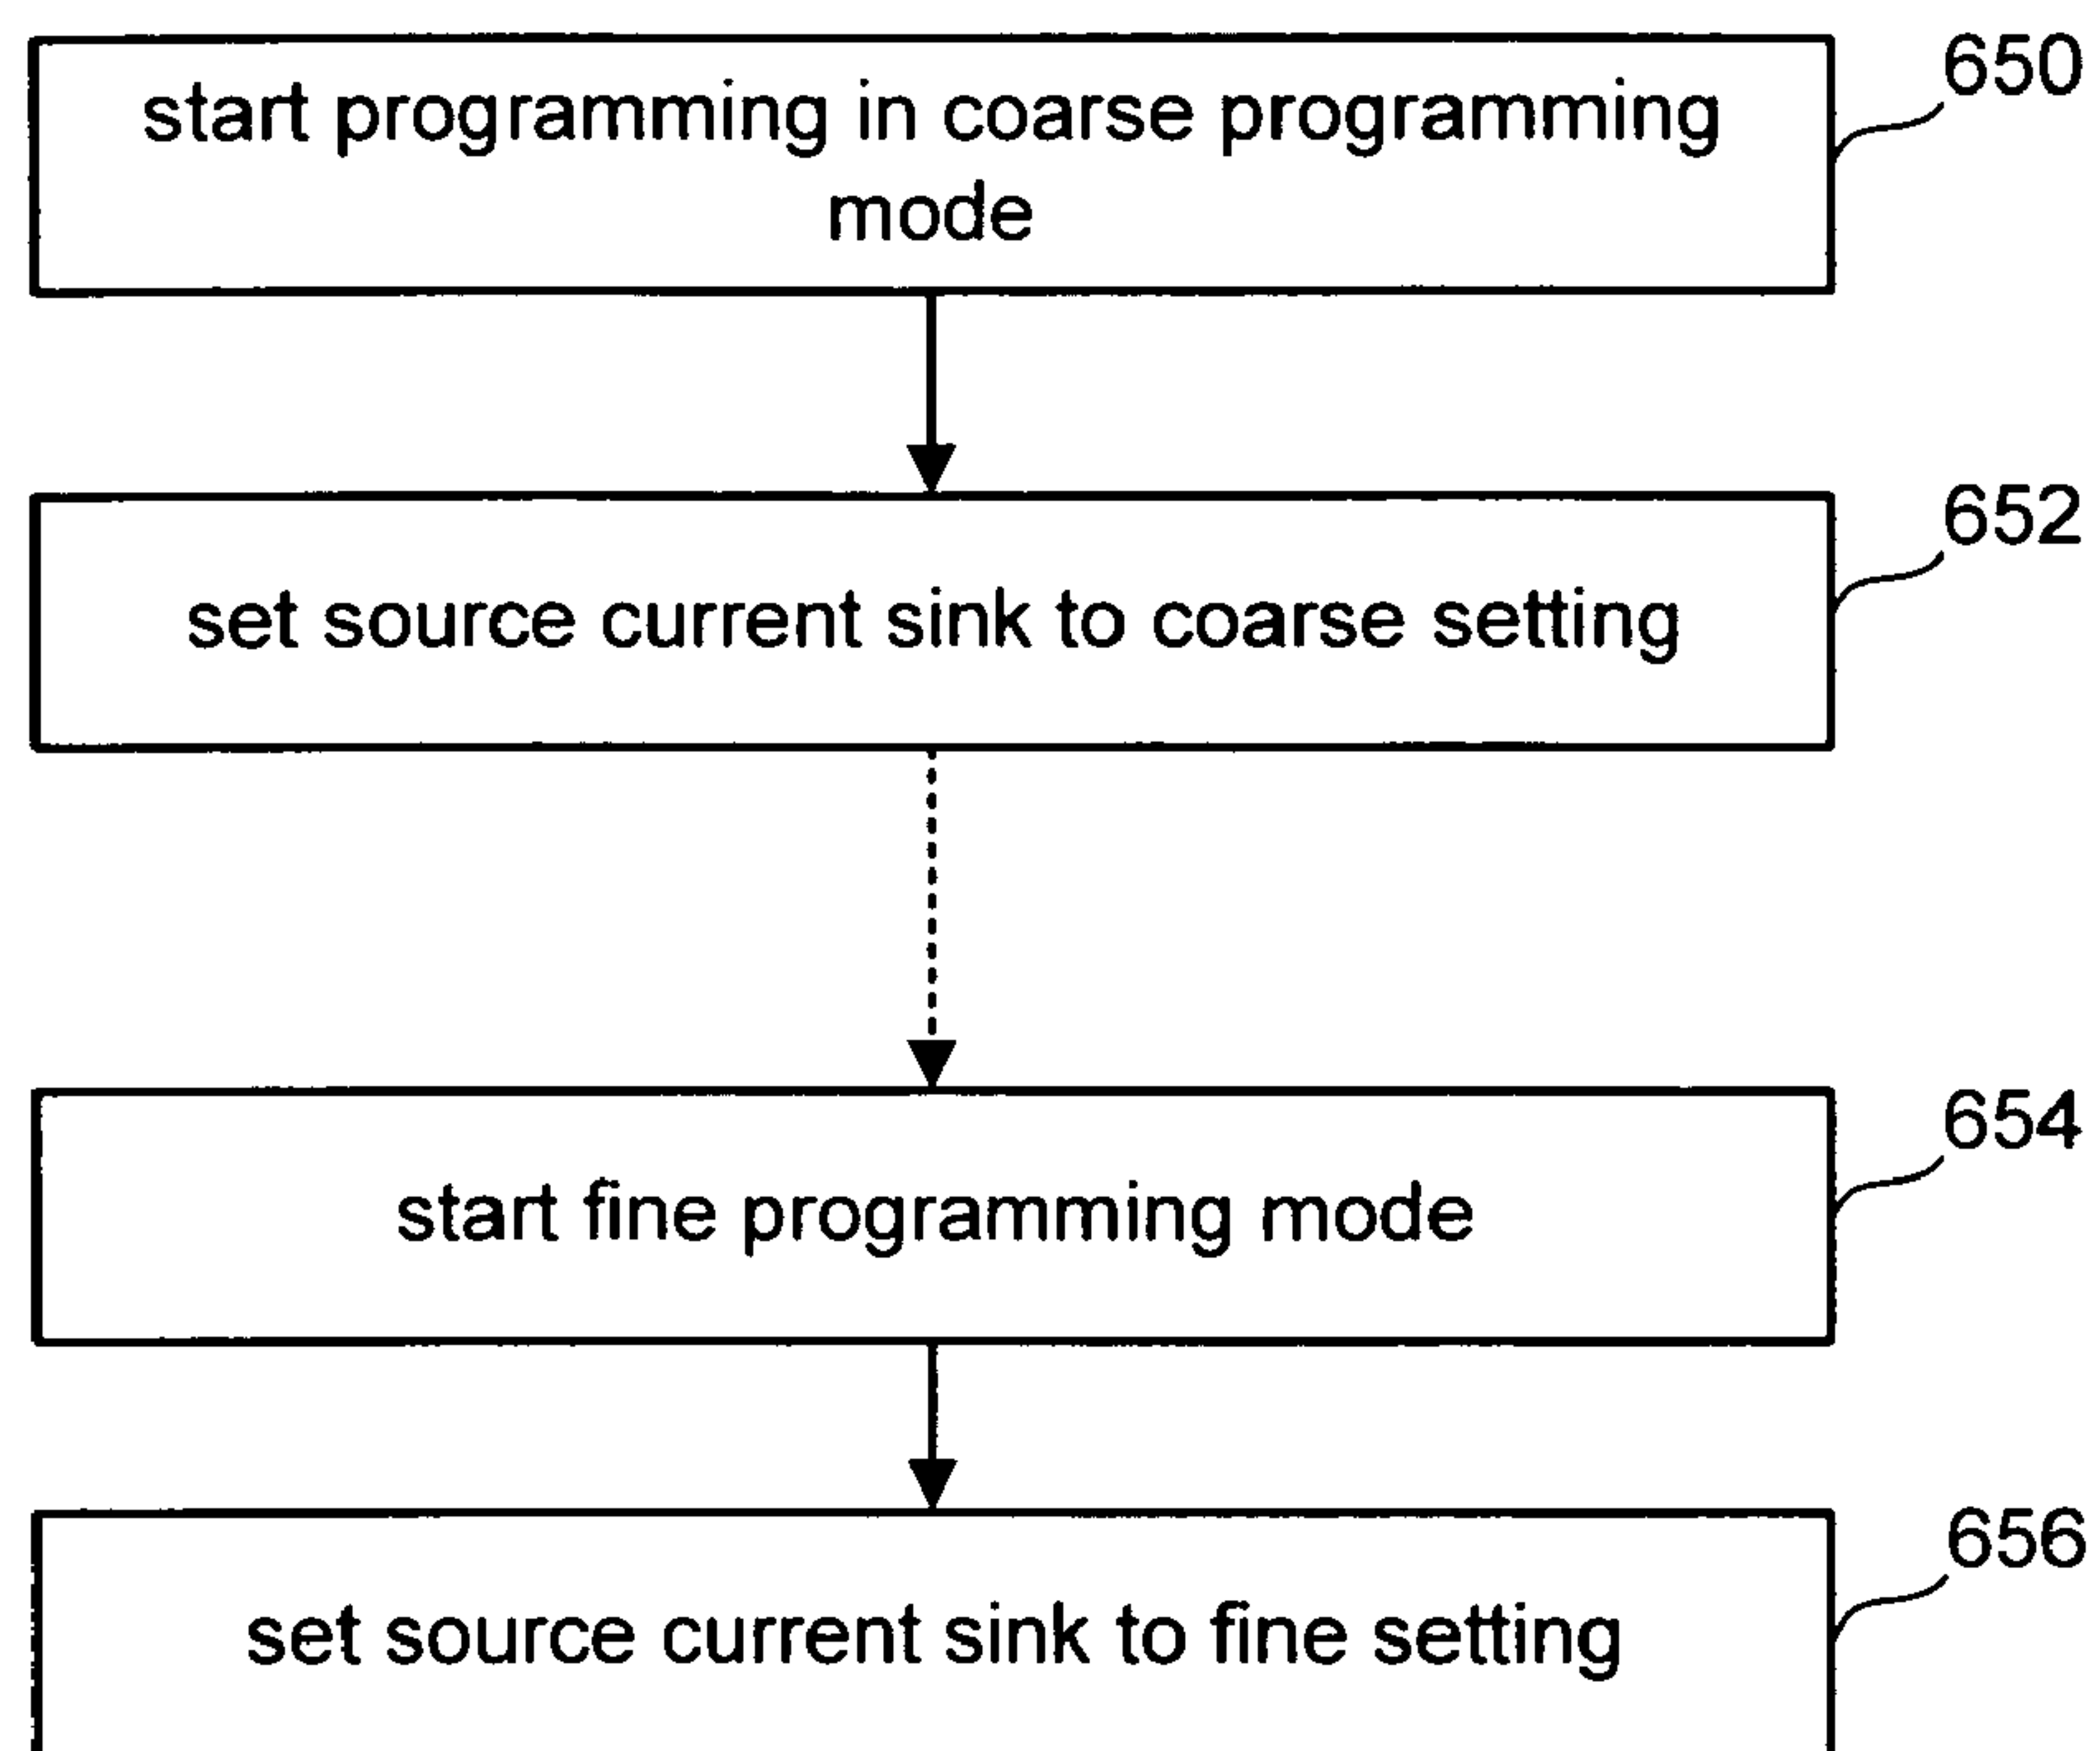 start programming in coarse programming
mode
650
set source current sink to coarse setting
652
start fine programming mode
654
set source current sink to fine setting
656